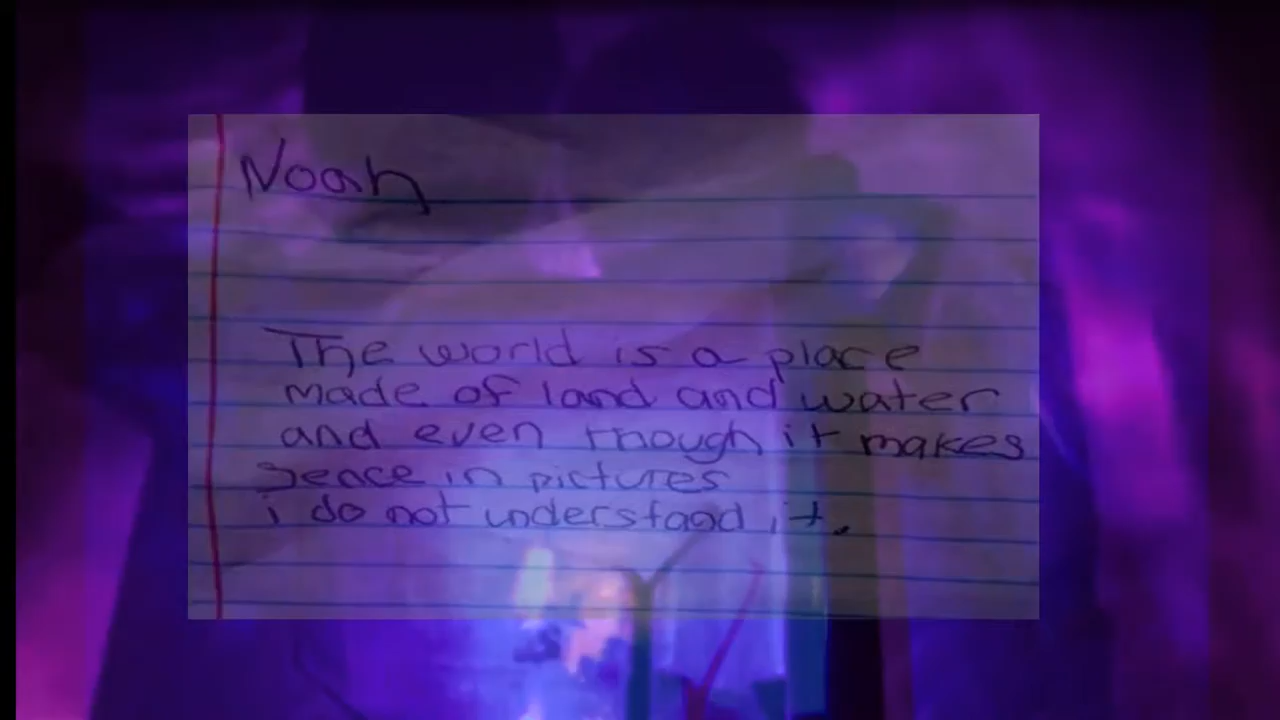 Noah
The world is a place
made of land and water
and even though it makes
sence in pictures
i do not understand it.